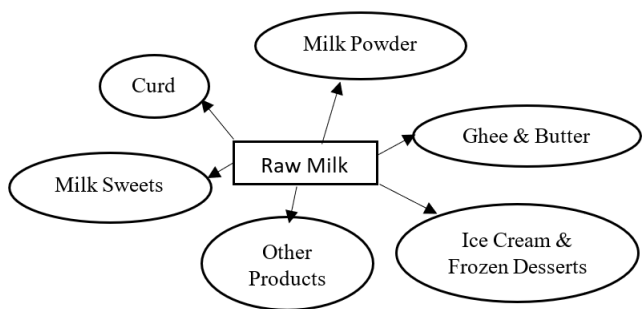 Milk Powder
Curd
Ghee & Butter
Raw Milk
Milk Sweets
Other
Products
Ice Cream &
Frozen Desserts